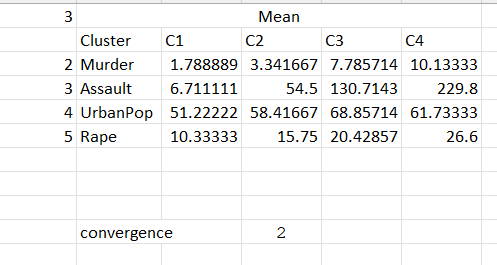 3 Mean
Cluster C1 C2 C3 C4
2 Murder 1.788889 3.341667 7.785714 10.13333
3 Assault 6.711111 54.5 130.7143 229.8
4 UrbanPop 51.22222 58.41667 68.85714 61.73333
5 Rape 10.33333 15.75 20.42857 26.6
convergence 2